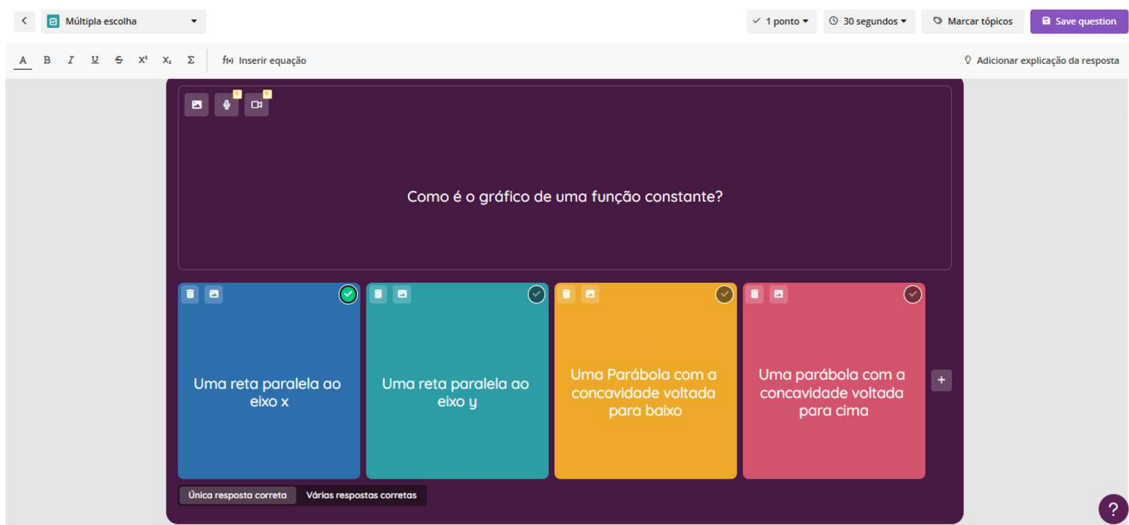 Múltipla escolha
1 ponto
30 segundos
Marcar tópicos
Save question
A B I U S X² X₂ Σ
f(x) Inserir equação
Adicionar explicação da resposta
Como é o gráfico de uma função constante?
Uma reta paralela ao
eixo x
Uma reta paralela ao
eixo y
Uma Parábola com a
concavidade voltada
para baixo
Uma parábola com a
concavidade voltada
para cima
+
Única resposta correta
Várias respostas corretas
?